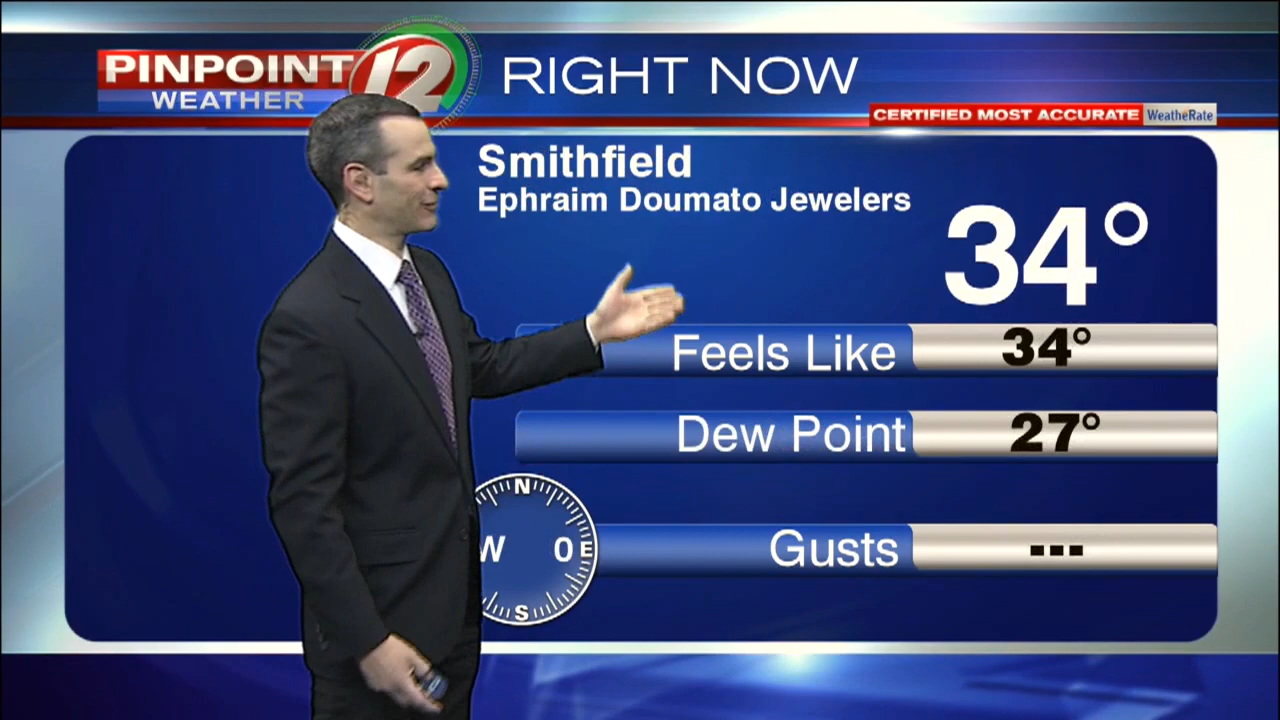 PINPOINT 12
WEATHER
RIGHT NOW
CERTIFIED MOST ACCURATE WeatheRate
Smithfield
Ephraim Doumato Jewelers
34°
Feels Like 34°
Dew Point 27°
N
W 0 E
S
Gusts ---